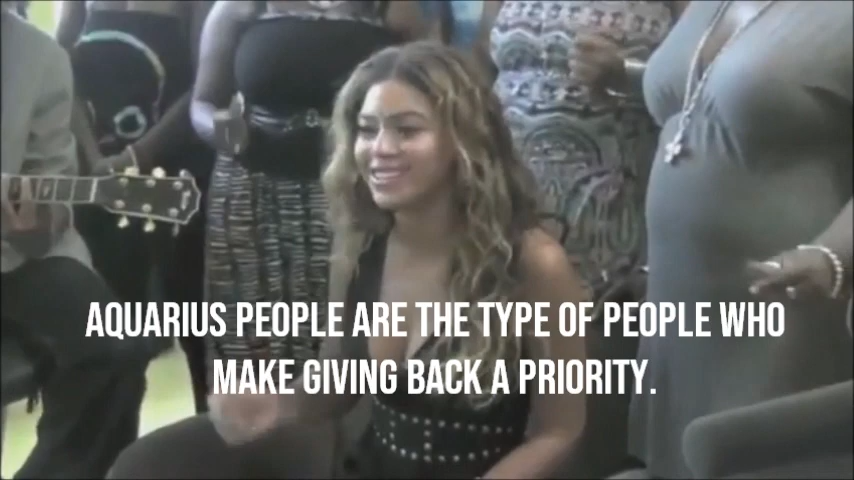 AQUARIUS PEOPLE ARE THE TYPE OF PEOPLE WHO
MAKE GIVING BACK A PRIORITY.